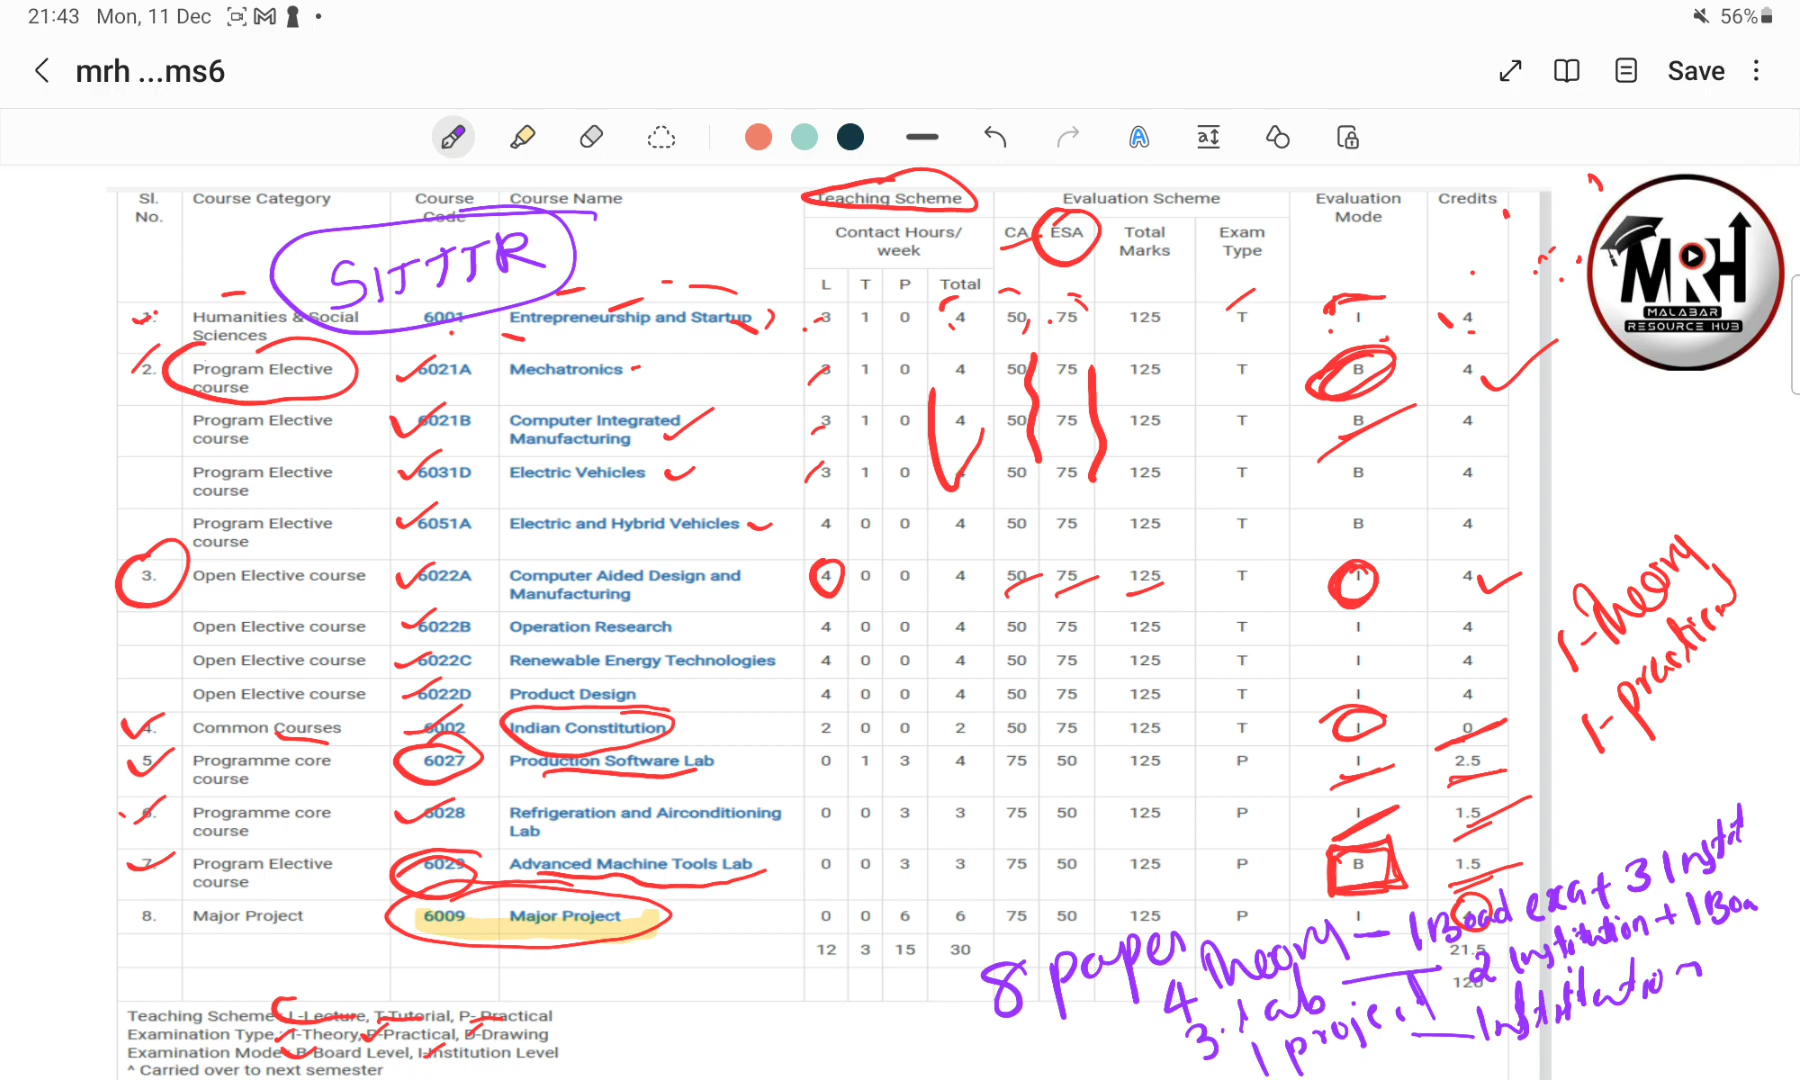 21:43 Mon, 11 Dec
56%
mrh ...ms6
Save
Sl. No. Course Category Course Code Course Name Teaching Scheme Evaluation Scheme Evaluation Mode Credits
Contact Hours/ week CA ESA Total Marks Exam Type
L T P Total
SITTTR
MRH
MALABAR
RESOURCE HUB
1. Humanities & Social Sciences 6001 Entrepreneurship and Startup 3 1 0 4 50 75 125 T I 4
2. Program Elective course 6021A Mechatronics 3 1 0 4 50 75 125 T B 4
Program Elective course 6021B Computer Integrated Manufacturing 3 1 0 4 50 75 125 T B 4
Program Elective course 6031D Electric Vehicles 3 1 0 4 50 75 125 T B 4
Program Elective course 6051A Electric and Hybrid Vehicles 4 0 0 4 50 75 125 T B 4
3. Open Elective course 6022A Computer Aided Design and Manufacturing 4 0 0 4 50 75 125 T I 4
Open Elective course 6022B Operation Research 4 0 0 4 50 75 125 T I 4
Open Elective course 6022C Renewable Energy Technologies 4 0 0 4 50 75 125 T I 4
Open Elective course 6022D Product Design 4 0 0 4 50 75 125 T I 4
4. Common Courses 6002 Indian Constitution 2 0 0 2 50 75 125 T I 0
5. Programme core course 6027 Production Software Lab 0 1 3 4 75 50 125 P I 2.5
6. Programme core course 6028 Refrigeration and Airconditioning Lab 0 0 3 3 75 50 125 P I 1.5
7. Program Elective course 6029 Advanced Machine Tools Lab 0 0 3 3 75 50 125 P B 1.5
8. Major Project 6009 Major Project 0 0 6 6 75 50 125 P I 4
12 3 15 30 21.5
120
1-Theory
1-practical
8 paper
4 Theory - 1 Board exa + 3 Instit
3. Lab 2 Institution + 1 Boa
1 project Institution
Teaching Scheme : L-Lecture, T-Tutorial, P- Practical
Examination Type : T-Theory, P-Practical, D-Drawing
Examination Mode : B-Board Level, I-Institution Level
^ Carried over to next semester